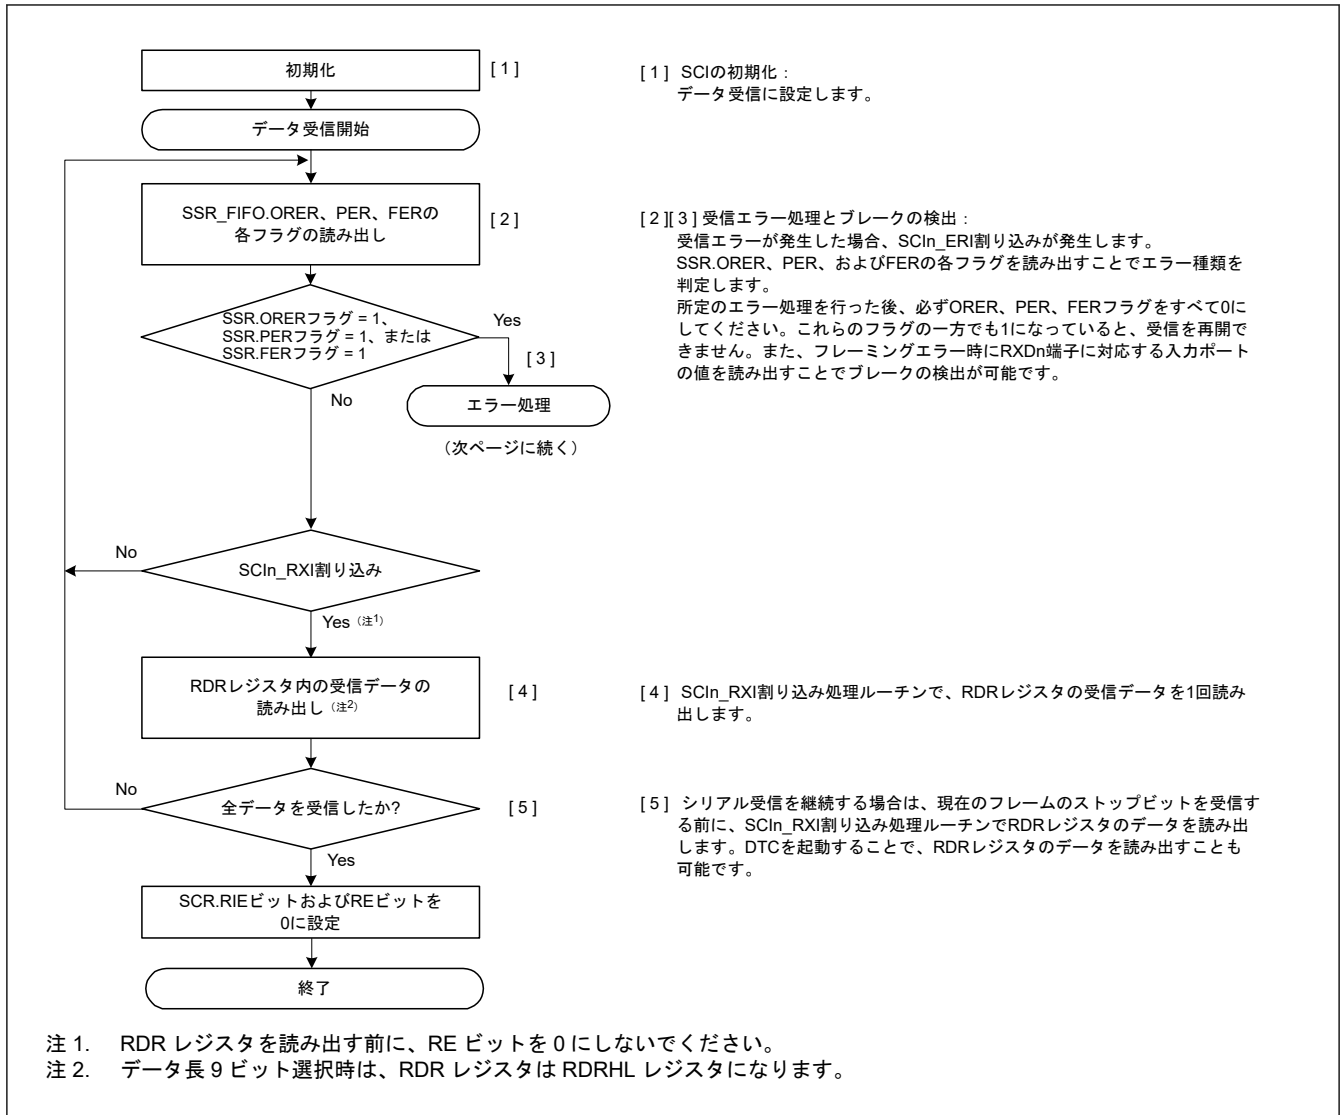 初期化
[ 1 ]
[ 1 ] SCIの初期化：
データ受信に設定します。
データ受信開始
SSR_FIFO.ORER、PER、FERの
各フラグの読み出し
[ 2 ]
[ 2 ][ 3 ] 受信エラー処理とブレークの検出：
受信エラーが発生した場合、SCIn_ERI割り込みが発生します。
SSR.ORER、PER、およびFERの各フラグを読み出すことでエラー種類を
判定します。
所定のエラー処理を行った後、必ずORER、PER、FERフラグをすべて0に
してください。これらのフラグの一方でも1になっていると、受信を再開で
きません。また、フレーミングエラー時にRXDn端子に対応する入力ポート
の値を読み出すことでブレークの検出が可能です。
SSR.ORERフラグ = 1、
SSR.PERフラグ = 1、または
SSR.FERフラグ = 1
Yes
[ 3 ]
No
エラー処理
（次ページに続く）
No
SCIn_RXI割り込み
Yes（注1）
RDRレジスタ内の受信データの
読み出し（注2）
[ 4 ]
[ 4 ] SCIn_RXI割り込み処理ルーチンで、RDRレジスタの受信データを1回読み
出します。
No
全データを受信したか?
[ 5 ]
[ 5 ] シリアル受信を継続する場合は、現在のフレームのストップビットを受信す
る前に、SCIn_RXI割り込み処理ルーチンでRDRレジスタのデータを読み出
します。DTCを起動することで、RDRレジスタのデータを読み出すことも
可能です。
Yes
SCR.RIEビットおよびREビットを
0に設定
終了
注 1. RDR レジスタを読み出す前に、RE ビットを 0 にしないでください。
注 2. データ長 9 ビット選択時は、RDR レジスタは RDRHL レジスタになります。